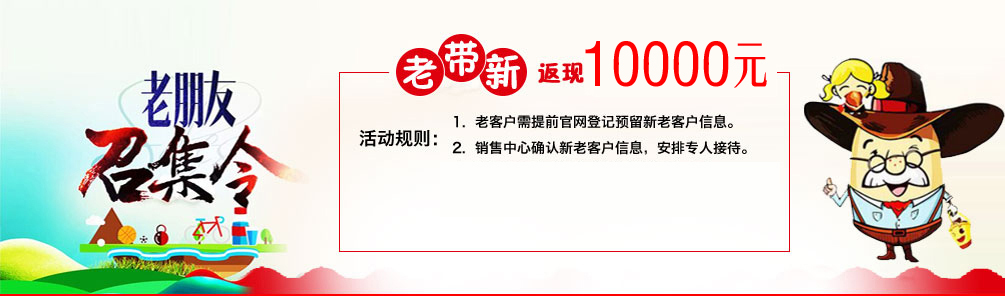 老朋友
召集令
老带新 返现10000元
活动规则：
1. 老客户需提前官网登记预留新老客户信息。
2. 销售中心确认新老客户信息，安排专人接待。